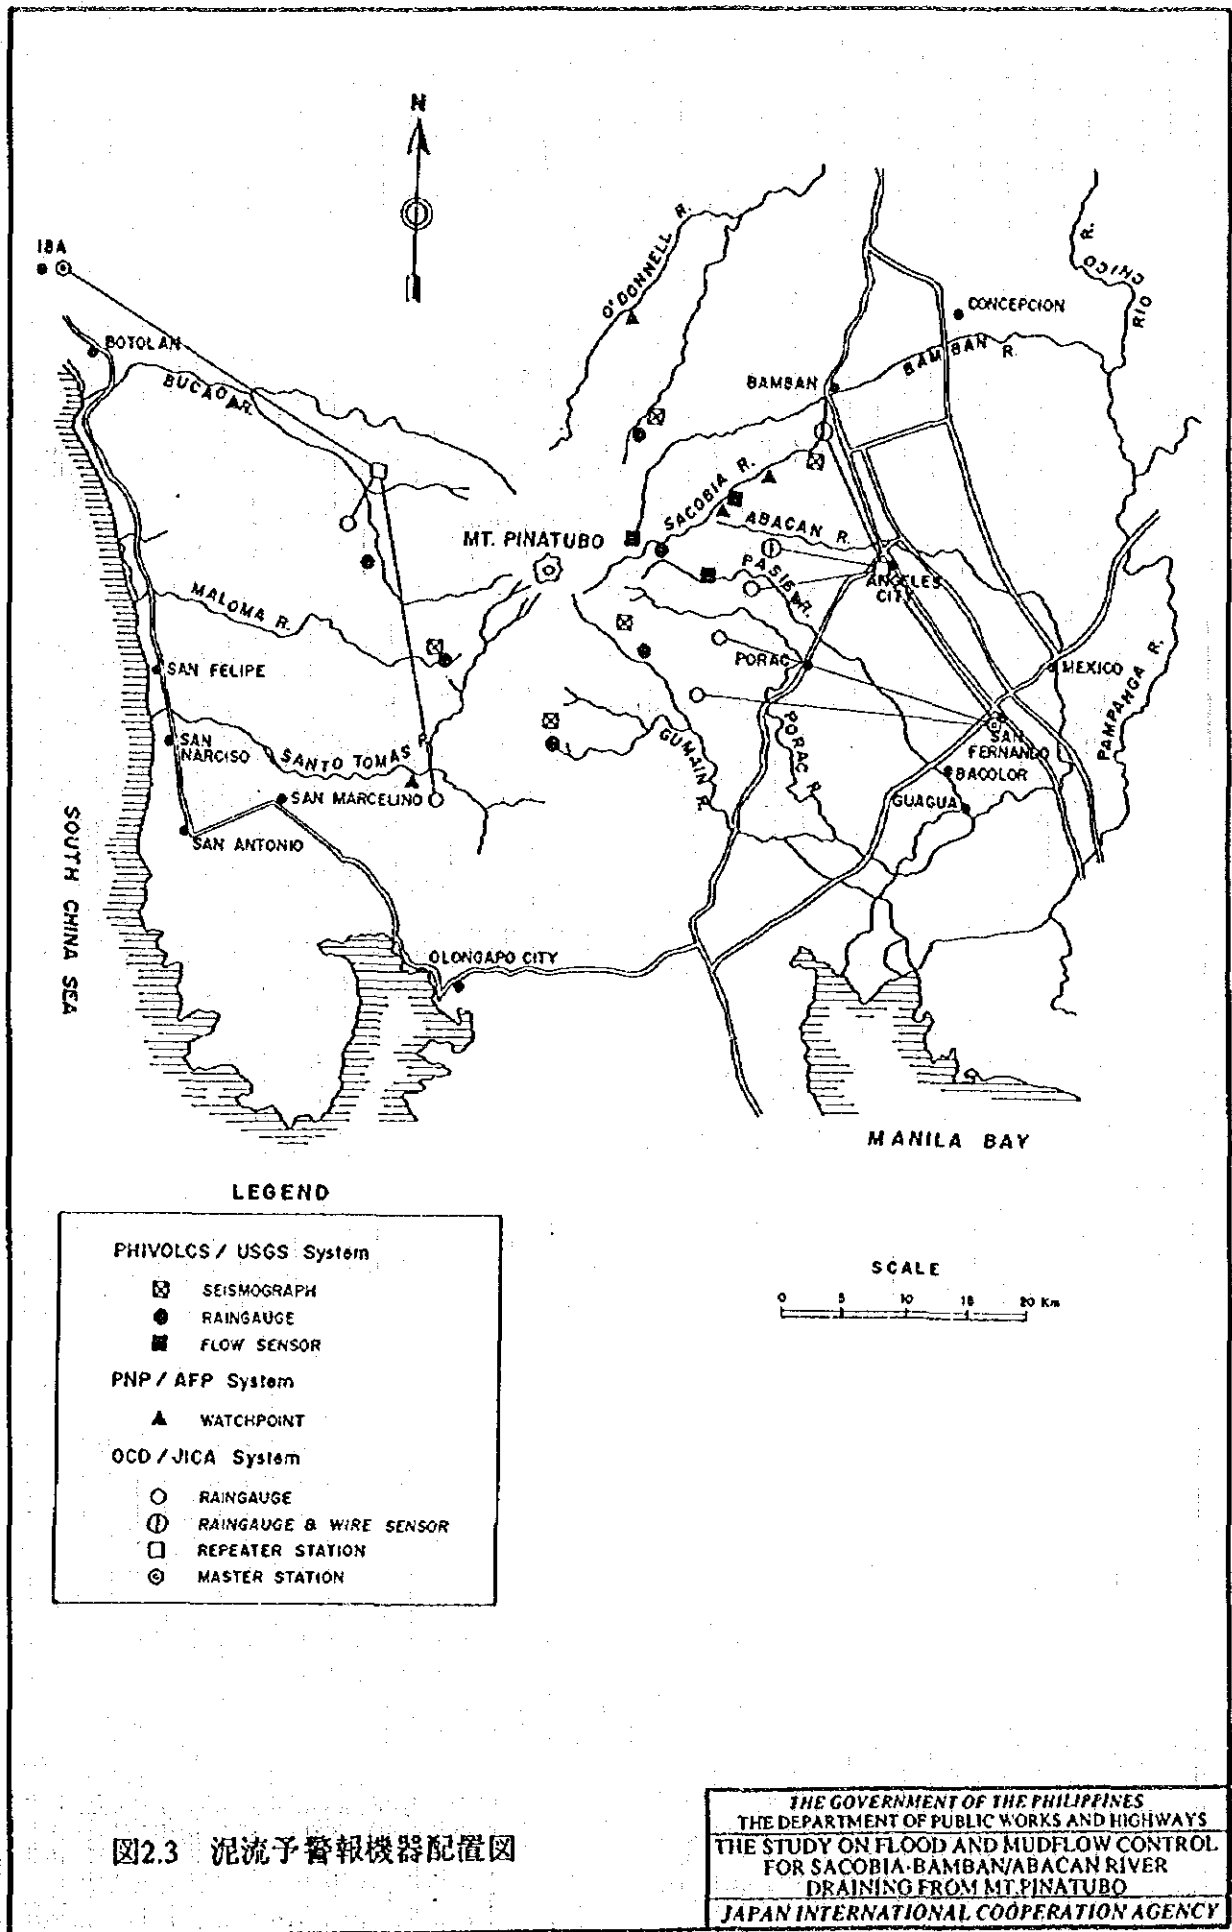 N
IBA
BOTOLAN
BUCAO R.
O'DONNELL R.
RIO CHICO R.
CONCEPCION
BAMBAN R.
BAMBAN
SACOBIA R.
ABACAN R.
MT. PINATUBO
PASIG R.
ANGELES
CITY
MALOMA R.
SAN FELIPE
PORAC
MEXICO
PAMPANGA R.
SAN
NARCISO
SANTO TOMAS R.
GUMAIN R.
PORAC R.
SAN
FERNANDO
BACOLOR
GUAGUA
SAN MARCELINO
SAN ANTONIO
SOUTH CHINA SEA
OLONGAPO CITY
MANILA BAY
LEGEND
PHIVOLCS / USGS System
SEISMOGRAPH
RAINGAUGE
FLOW SENSOR
PNP / AFP System
WATCHPOINT
OCD / JICA System
RAINGAUGE
RAINGAUGE & WIRE SENSOR
REPEATER STATION
MASTER STATION
SCALE
0 5 10 15 20 Km
図2.3 泥流予警報機器配置図
THE GOVERNMENT OF THE PHILIPPINES
THE DEPARTMENT OF PUBLIC WORKS AND HIGHWAYS
THE STUDY ON FLOOD AND MUDFLOW CONTROL
FOR SACOBIA-BAMBAN/ABACAN RIVER
DRAINING FROM MT.PINATUBO
JAPAN INTERNATIONAL COOPERATION AGENCY